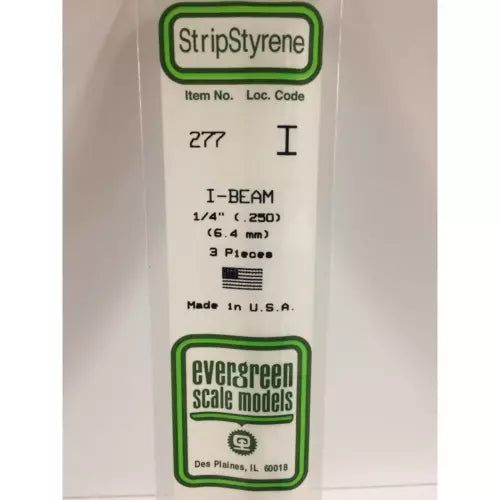 StripStyrene
Item No. Loc. Code
277 I
I-BEAM
1/4" (.250)
(6.4 mm)
3 Pieces
Made in U.S.A.
evergreen
scale models
Des Plaines, IL 60018